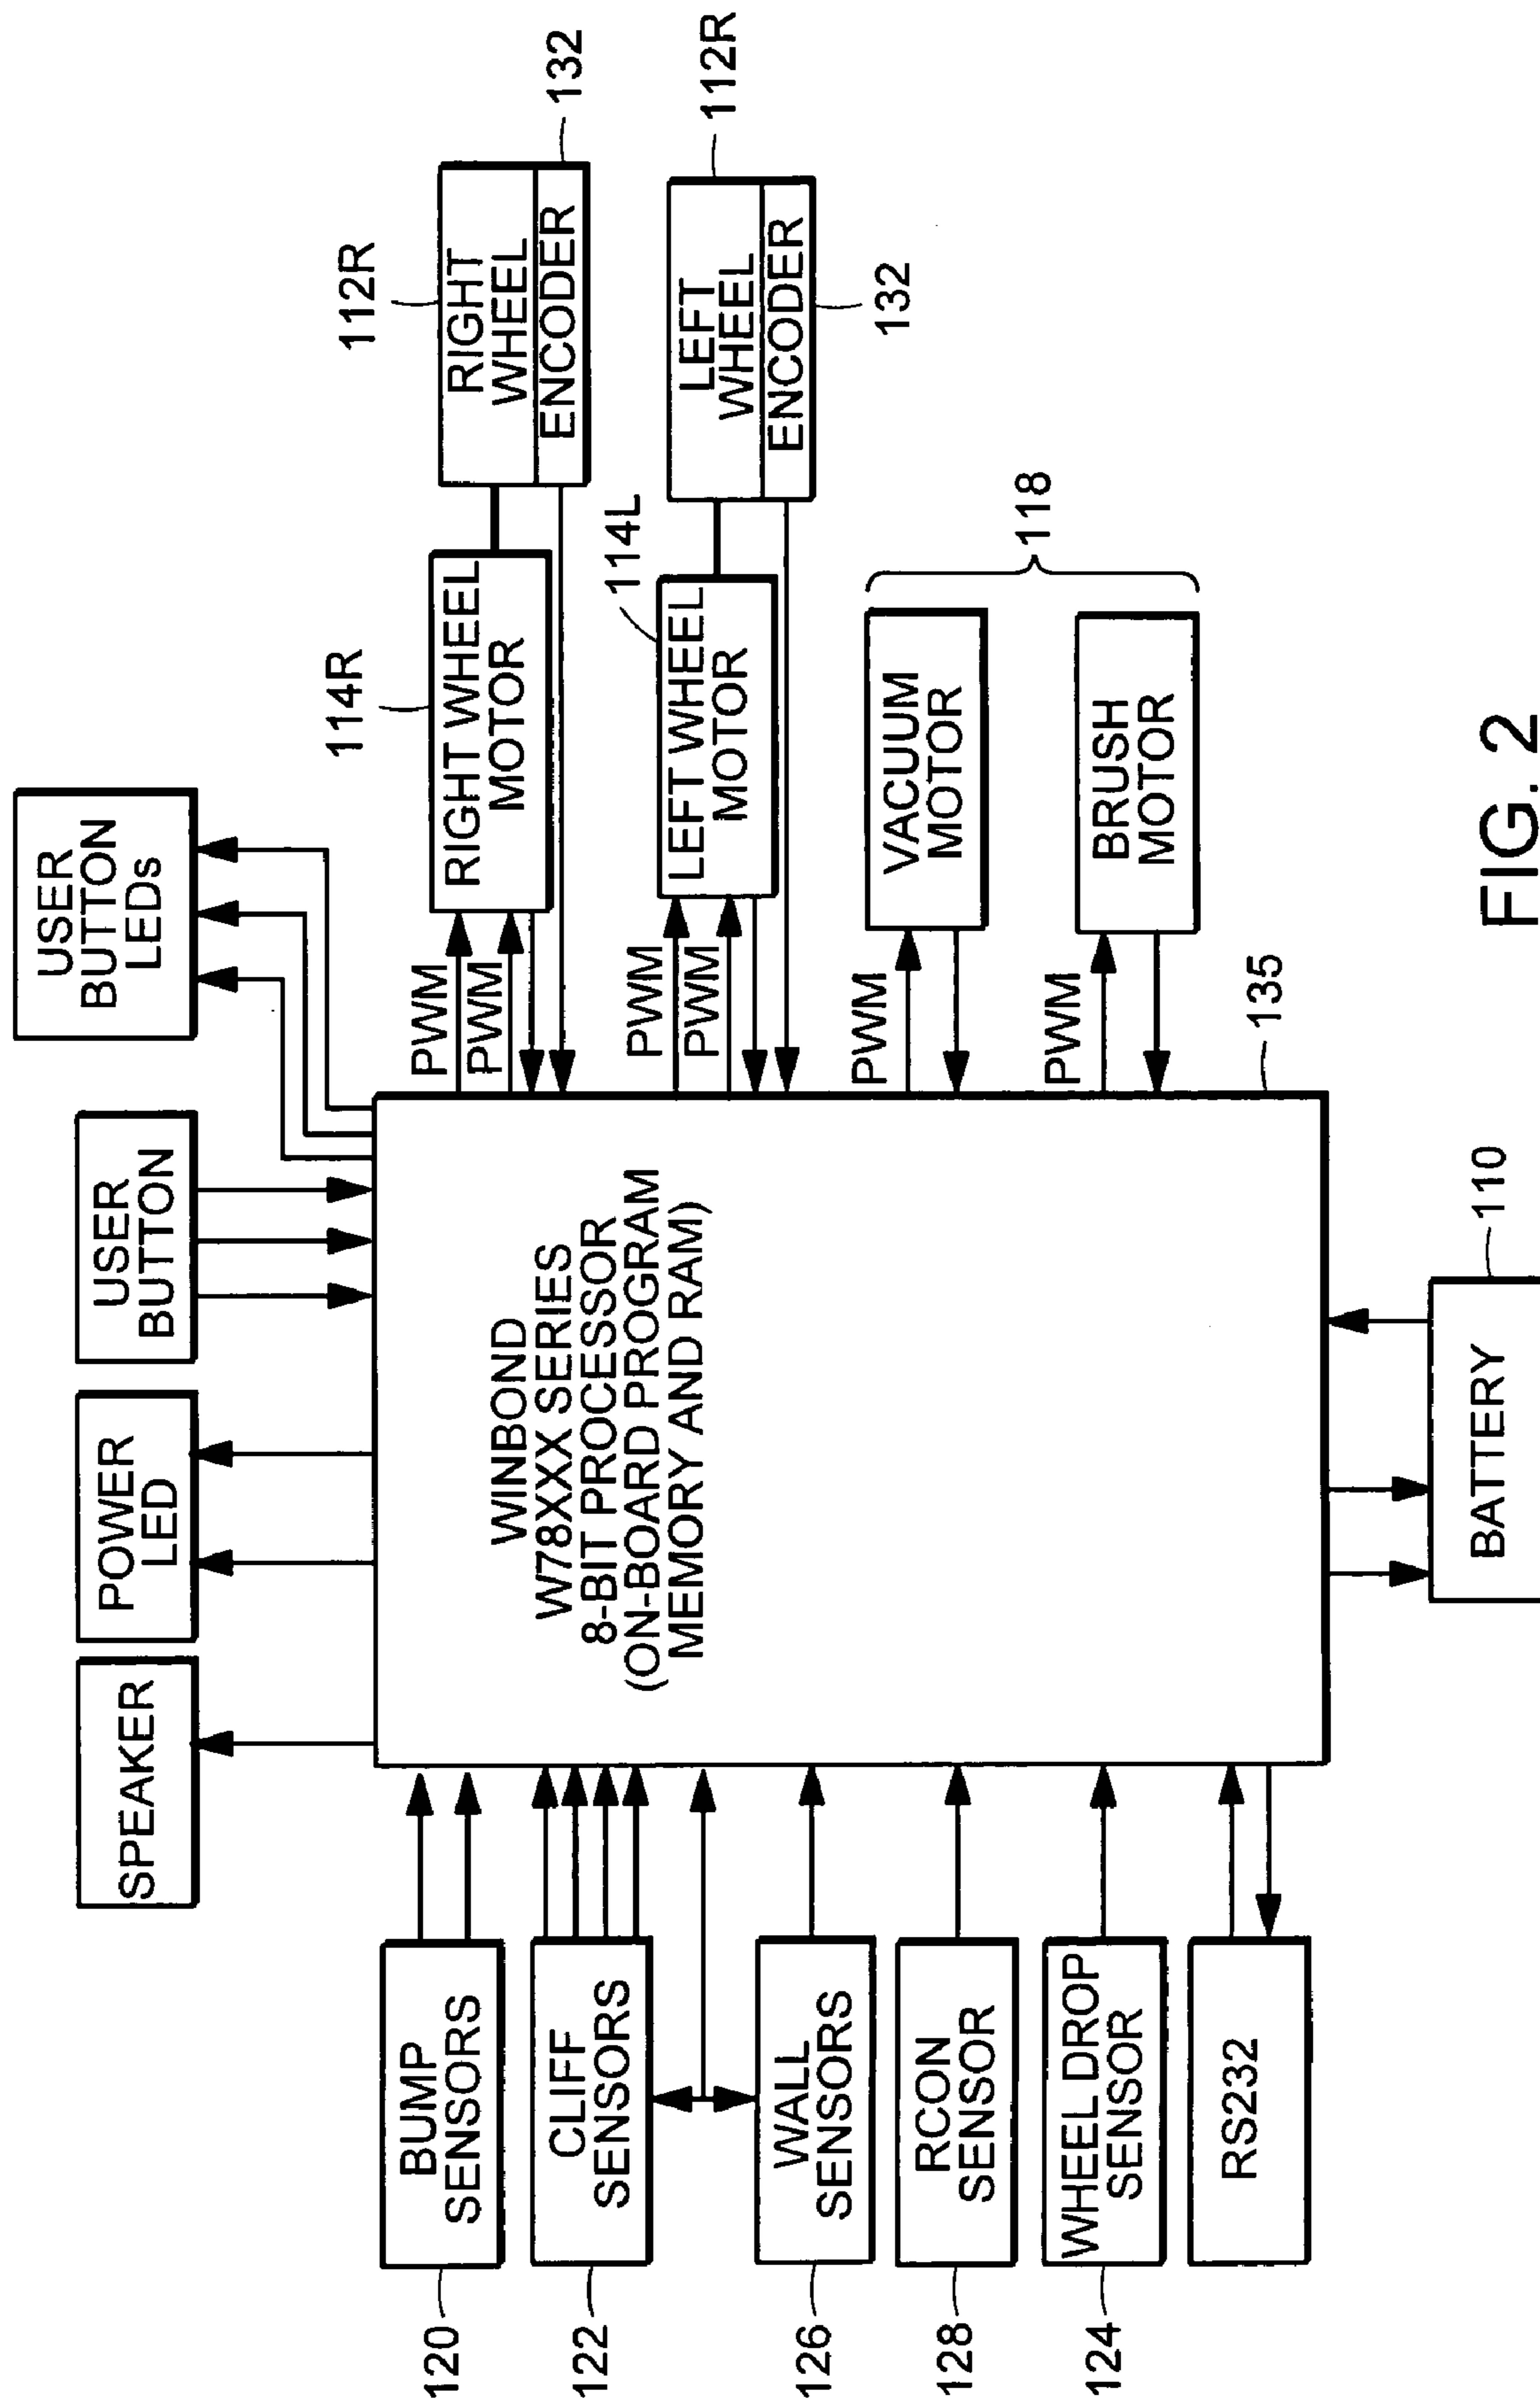 SPEAKER
POWER
LED
USER
BUTTON
USER
BUTTON
LEDs
120
BUMP
SENSORS
122
CLIFF
SENSORS
126
WALL
SENSORS
128
RCON
SENSOR
124
WHEEL DROP
SENSOR
RS232
WINBOND
W78XXX SERIES
8-BIT PROCESSOR
(ON-BOARD PROGRAM
MEMORY AND RAM)
135
PWM
PWM
114R
RIGHT WHEEL
MOTOR
112R
RIGHT
WHEEL
ENCODER
132
PWM
PWM
114L
LEFT WHEEL
MOTOR
112R
LEFT
WHEEL
ENCODER
132
PWM
VACUUM
MOTOR
118
PWM
BRUSH
MOTOR
BATTERY
110
FIG. 2